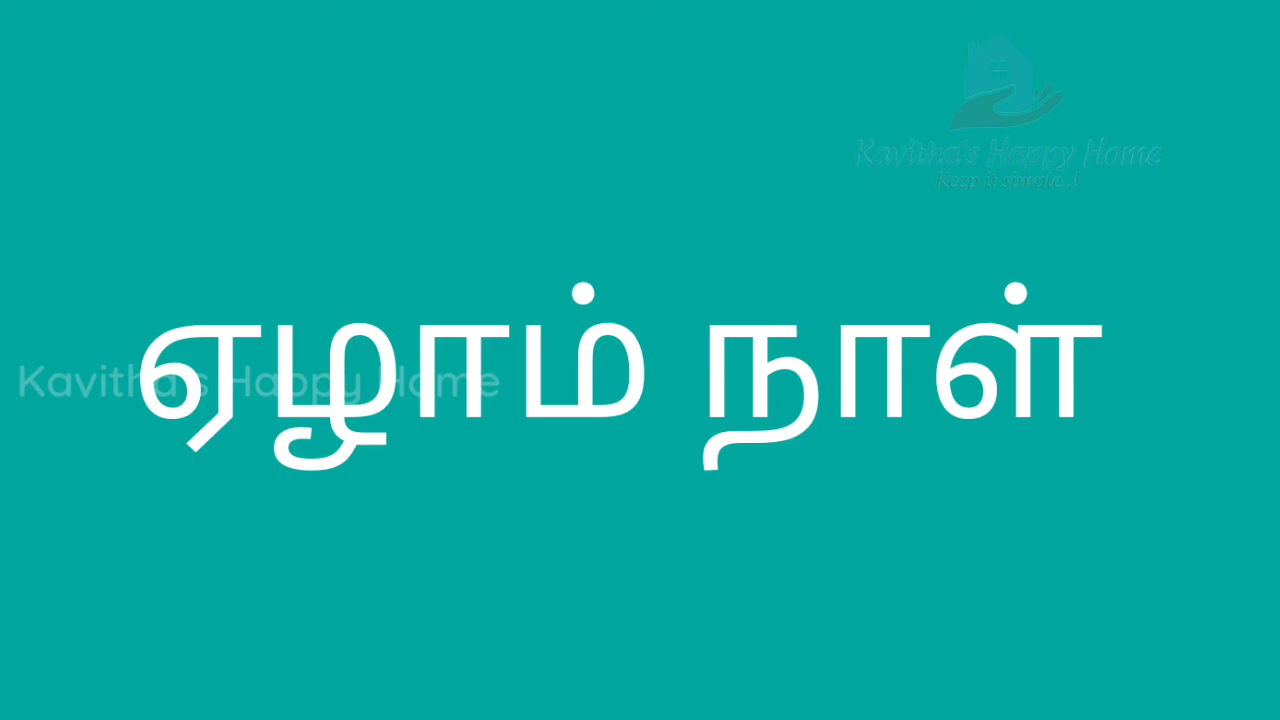 Kavitha's Happy Home
Keep it simple..!
ஏழாம் நாள்
Kavitha's Happy Home